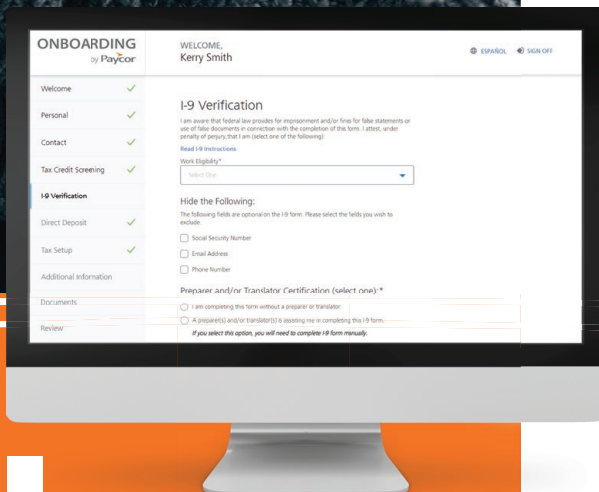 ONBOARDING
by Paycor
WELCOME,
Kerry Smith
ESPAÑOL
SIGN OFF
Welcome
Personal
Contact
Tax Credit Screening
I-9 Verification
Direct Deposit
Tax Setup
Additional Information
Documents
Review
I-9 Verification
I am aware that federal law provides for imprisonment and/or fines for false statements or
use of false documents in connection with the completion of this form. I attest, under
penalty of perjury, that I am (select one of the following):
Read I-9 Instructions
Work Eligibility*
Select One
Hide the Following:
The following fields are optional on the I-9 form. Please select the fields you wish to
exclude.
Social Security Number
Email Address
Phone Number
Preparer and/or Translator Certification (select one):*
I am completing this form without a preparer or translator.
A preparer(s) and/or translator(s) is assisting me in completing this I-9 form.
If you select this option, you will need to complete I-9 form manually.